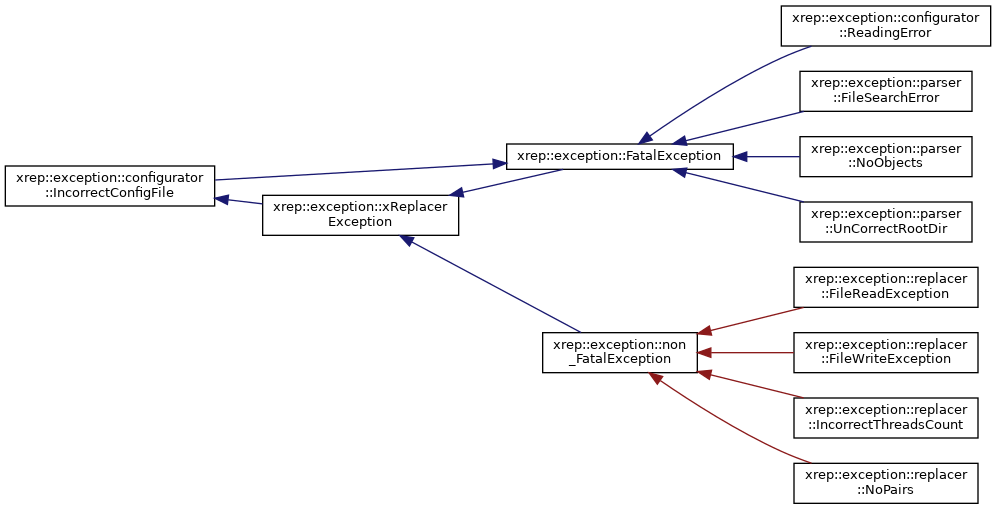 xrep::exception::configurator
::ReadingError
xrep::exception::parser
::FileSearchError
xrep::exception::FatalException
xrep::exception::parser
::NoObjects
xrep::exception::configurator
::IncorrectConfigFile
xrep::exception::xReplacer
Exception
xrep::exception::parser
::UnCorrectRootDir
xrep::exception::replacer
::FileReadException
xrep::exception::non
_FatalException
xrep::exception::replacer
::FileWriteException
xrep::exception::replacer
::IncorrectThreadsCount
xrep::exception::replacer
::NoPairs